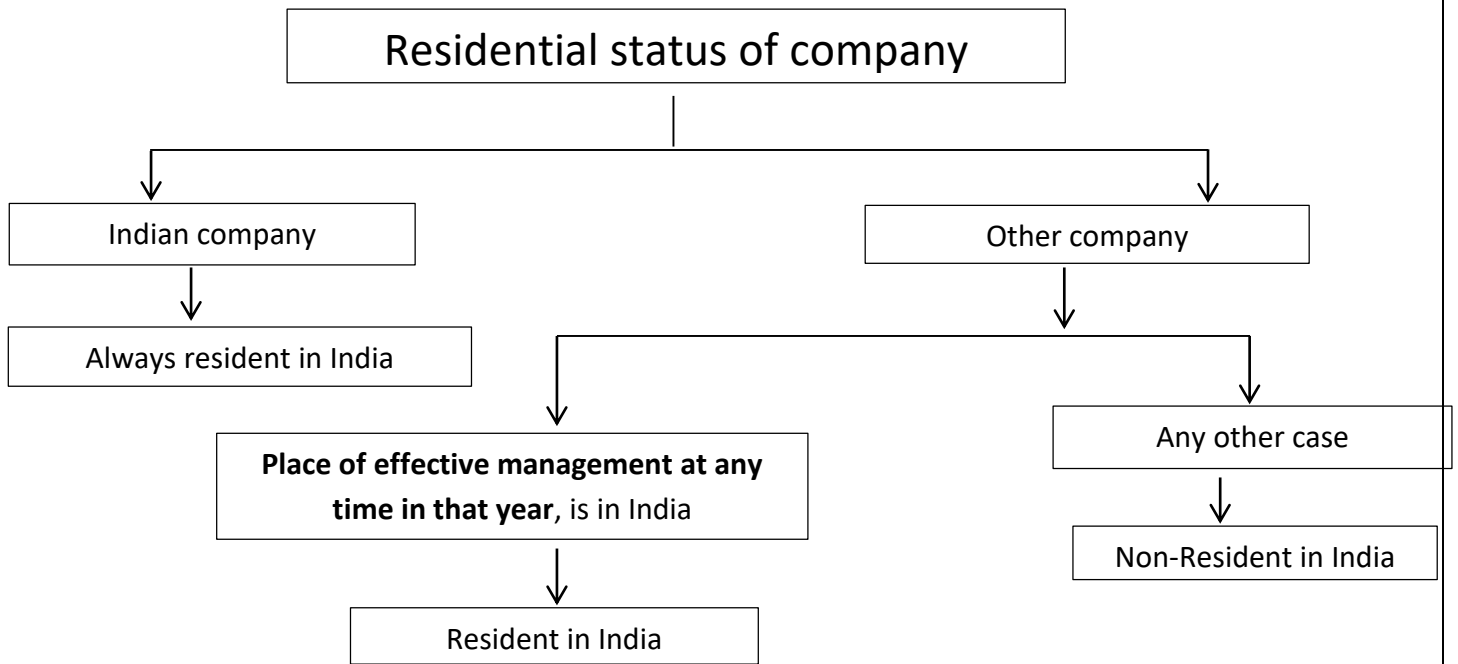 Residential status of company
Indian company
Other company
Always resident in India
Place of effective management at any
time in that year, is in India
Any other case
Non-Resident in India
Resident in India